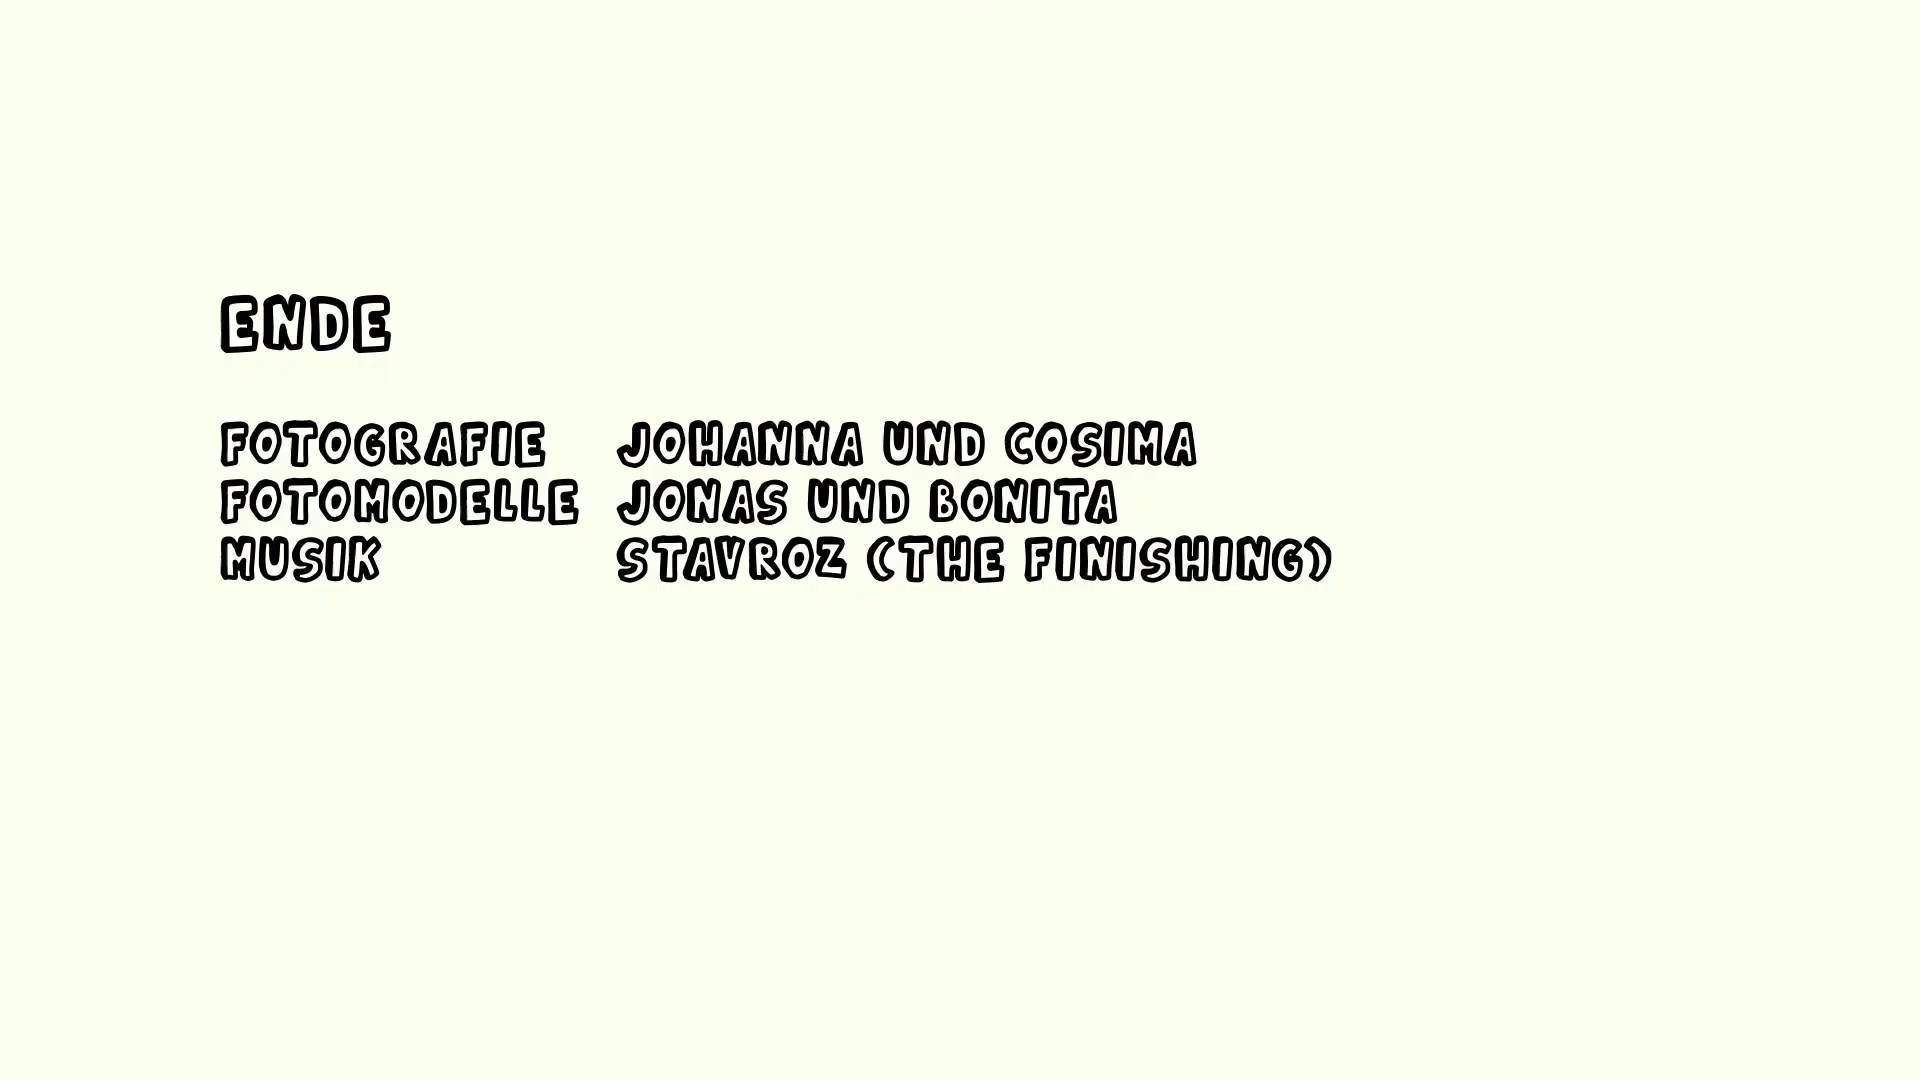 ENDE
FOTOGRAFIE JOHANNA UND COSIMA
FOTOMODELLE JONAS UND BONITA
MUSIK STAVROZ (THE FINISHING)